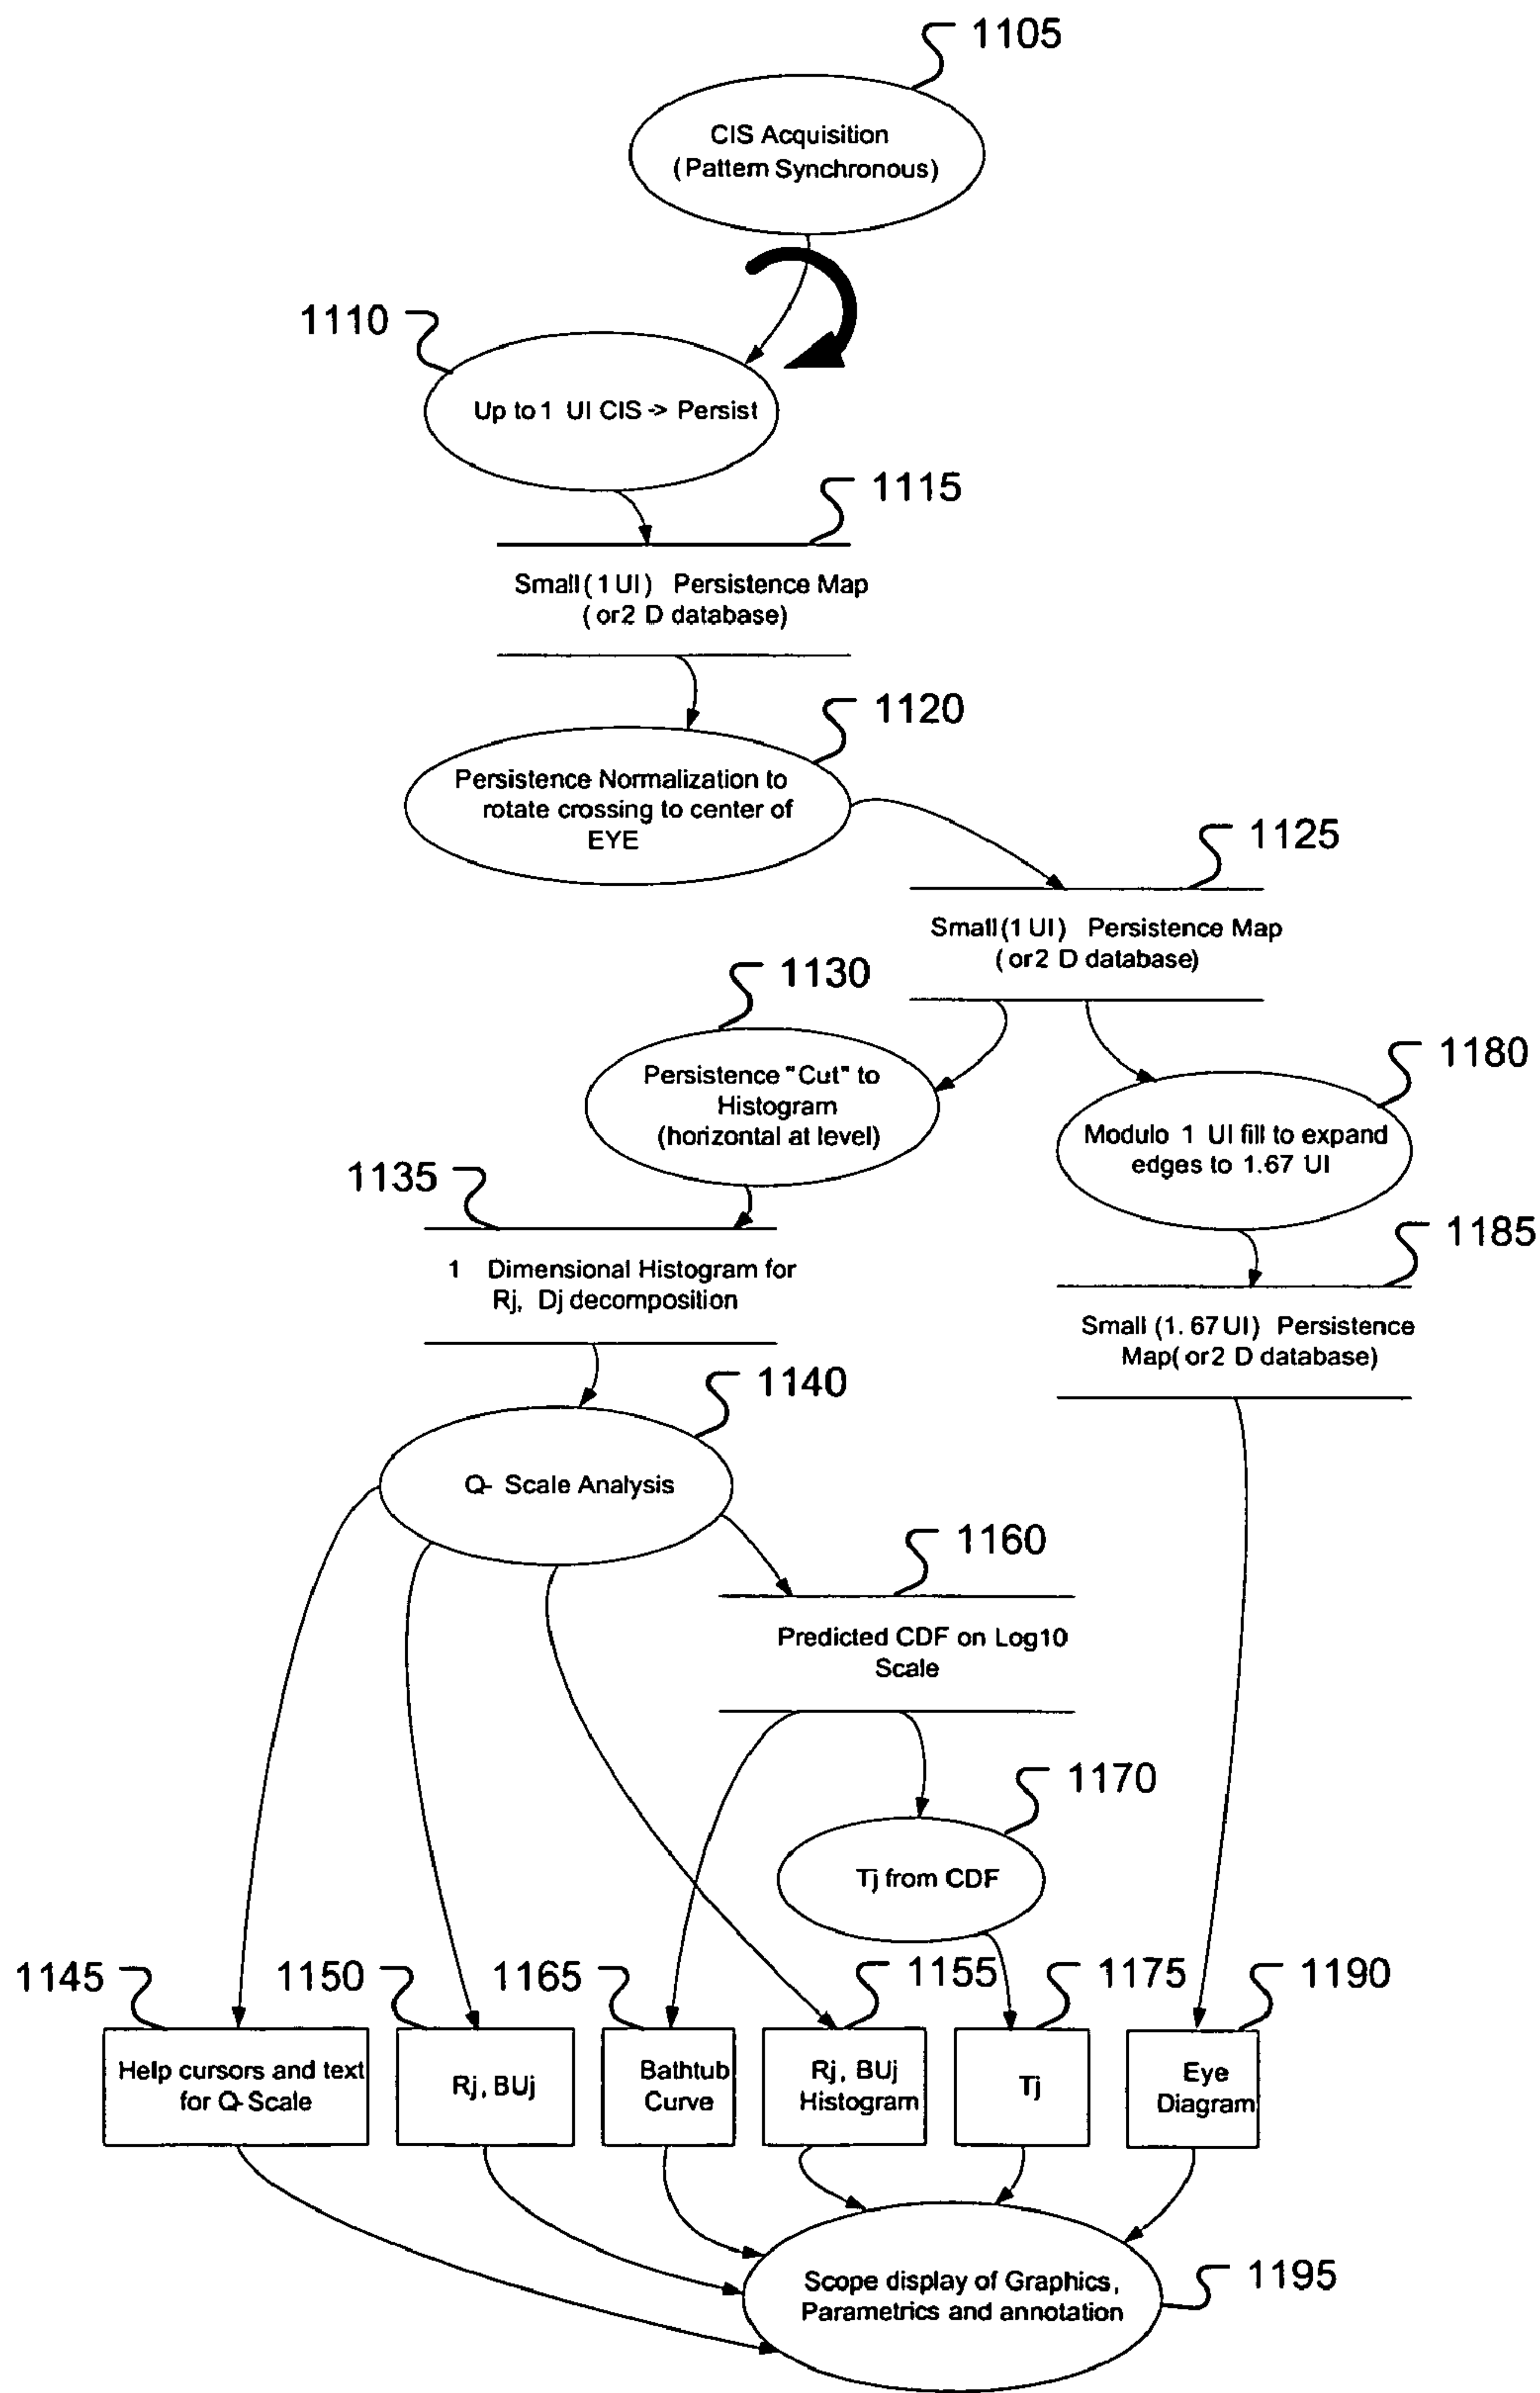 1105
CIS Acquisition
(Pattern Synchronous)
1110
Up to 1 UI CIS -> Persist
1115
Small (1 UI) Persistence Map
(or2 D database)
1120
Persistence Normalization to
rotate crossing to center of
EYE
1125
Small (1 UI) Persistence Map
(or2 D database)
1130
Persistence "Cut" to
Histogram
(horizontal at level)
1180
Modulo 1 UI fill to expand
edges to 1.67 UI
1135
1 Dimensional Histogram for
Rj, Dj decomposition
1185
Small (1. 67 UI) Persistence
Map( or2 D database)
1140
Q- Scale Analysis
1160
Predicted CDF on Log10
Scale
1170
Tj from CDF
1145
1150
1165
1155
1175
1190
Help cursors and text
for Q-Scale
Rj, BUj
Bathtub
Curve
Rj, BUj
Histogram
Tj
Eye
Diagram
Scope display of Graphics,
Parametrics and annotation
1195